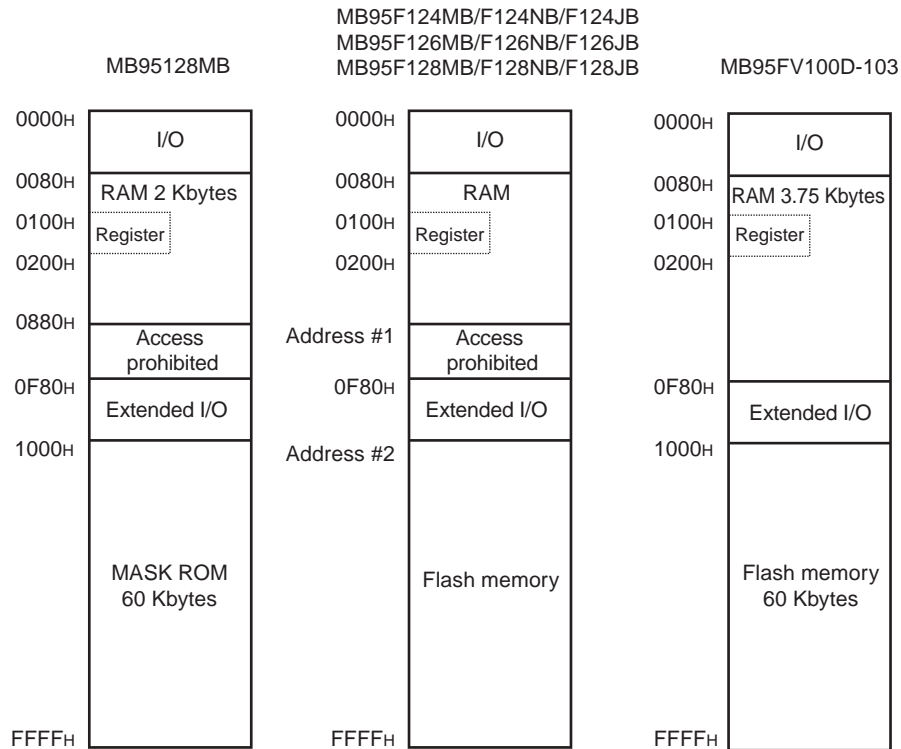 MB95128MB
0000H
I/O
0080H
RAM 2 Kbytes
0100H
Register
0200H
0880H
Access
prohibited
0F80H
Extended I/O
1000H
MASK ROM
60 Kbytes
FFFFH
MB95F124MB/F124NB/F124JB
MB95F126MB/F126NB/F126JB
MB95F128MB/F128NB/F128JB
0000H
I/O
0080H
RAM
0100H
Register
0200H
Address #1
Access
prohibited
0F80H
Extended I/O
Address #2
Flash memory
FFFFH
MB95FV100D-103
0000H
I/O
0080H
RAM 3.75 Kbytes
0100H
Register
0200H
0F80H
Extended I/O
1000H
Flash memory
60 Kbytes
FFFFH